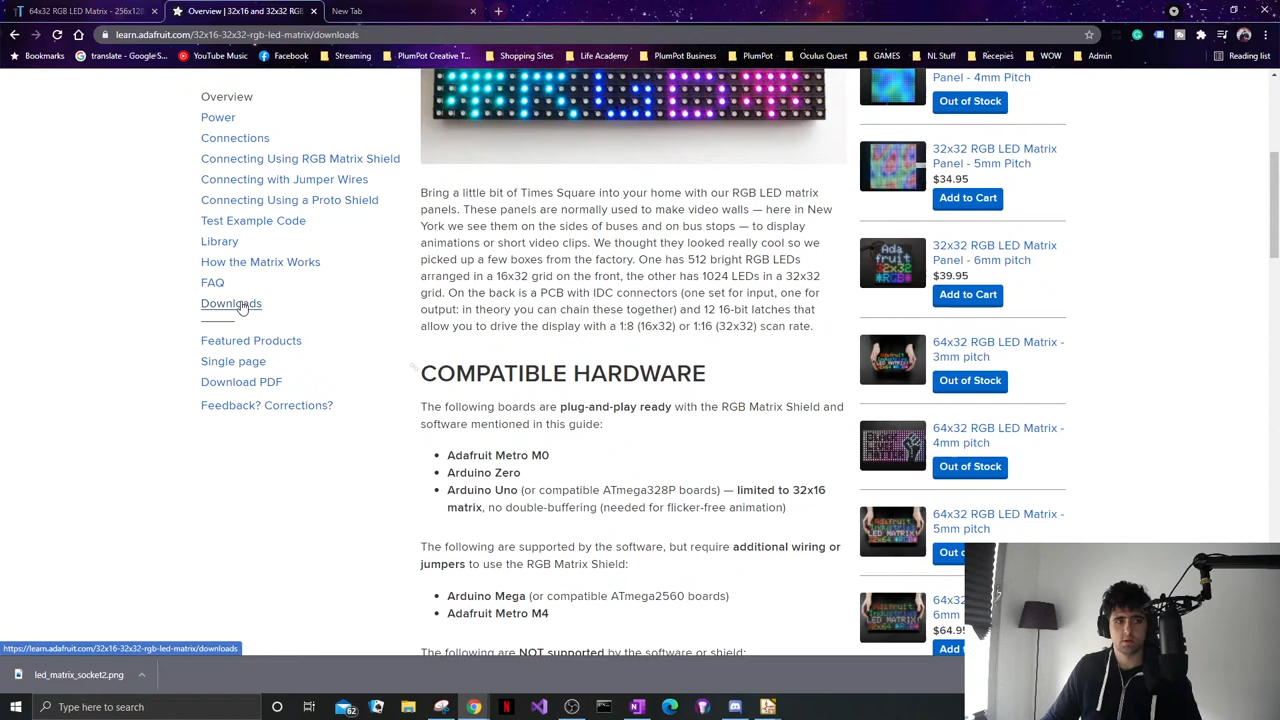 64x32 RGB LED Matrix - 256x128
Overview | 32x16 and 32x32 RGB
New Tab
learn.adafruit.com/32x16-32x32-rgb-led-matrix/downloads
Bookmarks
translate - Google S...
YouTube Music
Facebook
Streaming
PlumPot Servers
Shopping Sites
Life Academy
PlumPot Business
PlumPot
Oculus Quest
GAMES
NL Stuff
Recepies
WOW
Admin
Reading list
Overview
Power
Connections
Connecting Using RGB Matrix Shield
Connecting with Jumper Wires
Connecting Using a Proto Shield
Test Example Code
Library
How the Matrix Works
FAQ
Downloads
Featured Products
Single page
Download PDF
Feedback? Corrections?
Bring a little bit of Times Square into your home with our RGB LED matrix
panels. These panels are normally used to make video walls — here in New
York we see them on the sides of buses and on bus stops — to display
animations or short video clips. We thought they looked really cool so we
picked up a few boxes from the factory. One has 512 bright RGB LEDs
arranged in a 16x32 grid on the front, the other has 1024 LEDs in a 32x32
grid. On the back is a PCB with IDC connectors (one set for input, one for
output: in theory you can chain these together) and 12 16-bit latches that
allow you to drive the display with a 1:8 (16x32) or 1:16 (32x32) scan rate.
COMPATIBLE HARDWARE
The following boards are plug-and-play ready with the RGB Matrix Shield and
software mentioned in this guide:
Adafruit Metro M0
Arduino Zero
Arduino Uno (or compatible ATmega328P boards) — limited to 32x16
matrix, no double-buffering (needed for flicker-free animation)
The following are supported by the software, but require additional wiring or
jumpers to use the RGB Matrix Shield:
Arduino Mega (or compatible ATmega2560 boards)
Adafruit Metro M4
The following are NOT supported by the software or shield:
Panel - 4mm Pitch
Out of Stock
32x32 RGB LED Matrix
Panel - 5mm Pitch
$34.95
Add to Cart
32x32 RGB LED Matrix
Panel - 6mm pitch
$39.95
Add to Cart
Ada
fruit
32x32
*RGB*
64x32 RGB LED Matrix -
3mm pitch
Out of Stock
64x32 RGB LED Matrix -
4mm pitch
Out of Stock
64x32 RGB LED Matrix -
5mm pitch
Out o
64x3
6mm
$64.95
Add
https://learn.adafruit.com/32x16-32x32-rgb-led-matrix/downloads
led_matrix_socket2.png
Type here to search
62